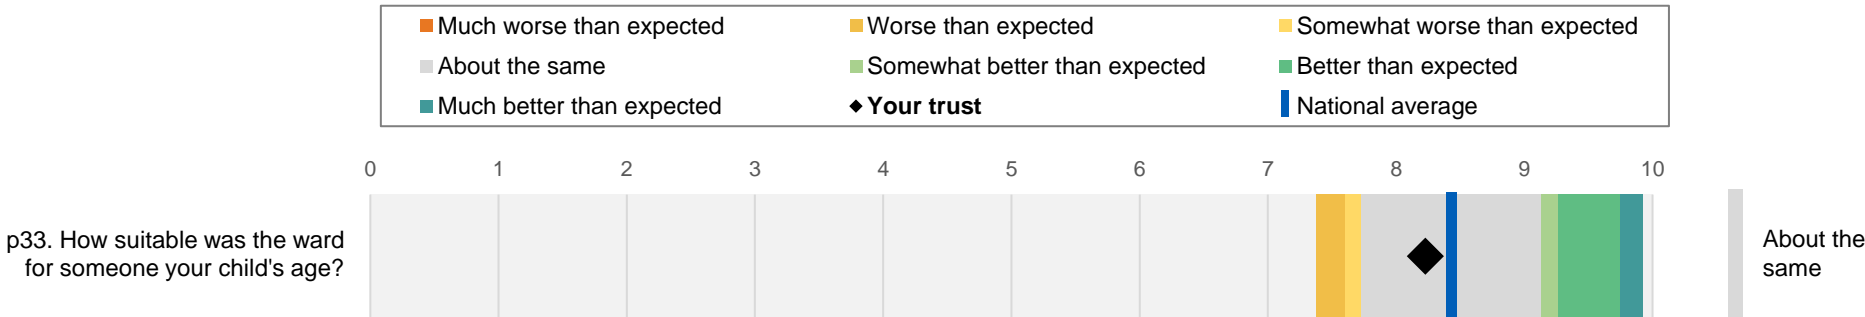 Much worse than expected Worse than expected Somewhat worse than expected
About the same Somewhat better than expected Better than expected
Much better than expected Your trust National average
0 1 2 3 4 5 6 7 8 9 10
p33. How suitable was the ward
for someone your child's age?
About the
same